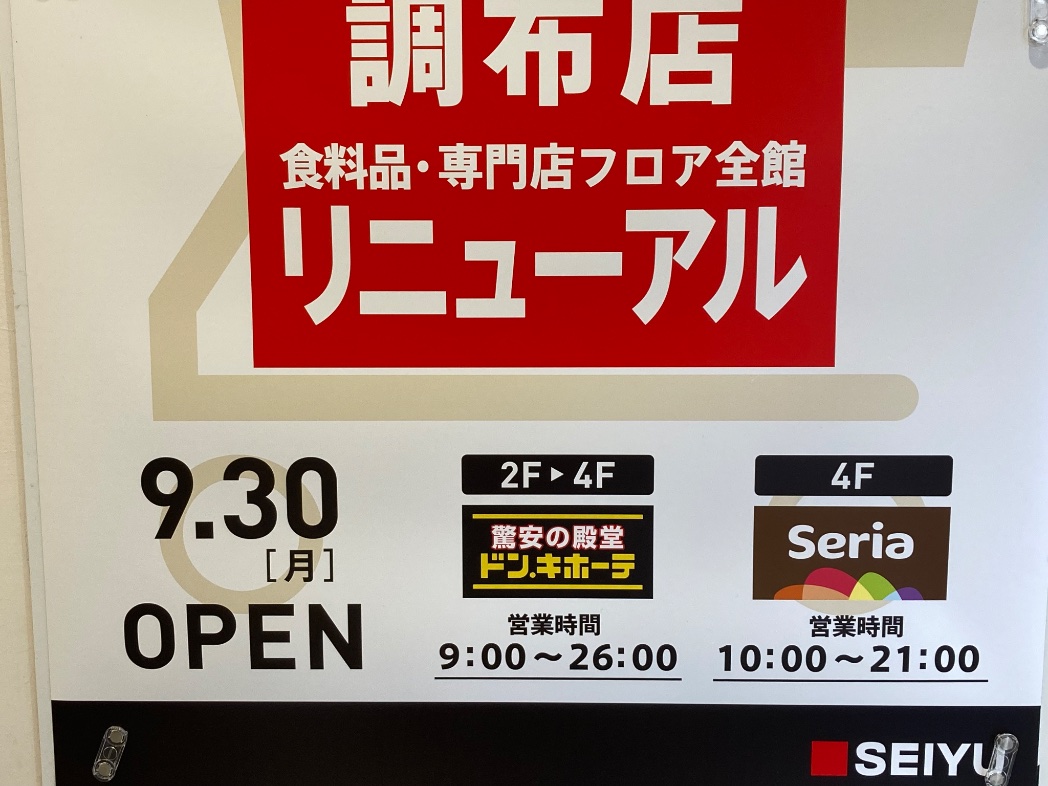 調布店
食料品・専門店フロア全館
リニューアル
9.30
[月]
OPEN
2F▶4F
驚安の殿堂
ドン.キホーテ
営業時間
9:00～26:00
4F
Seria
営業時間
10:00～21:00
SEIYU